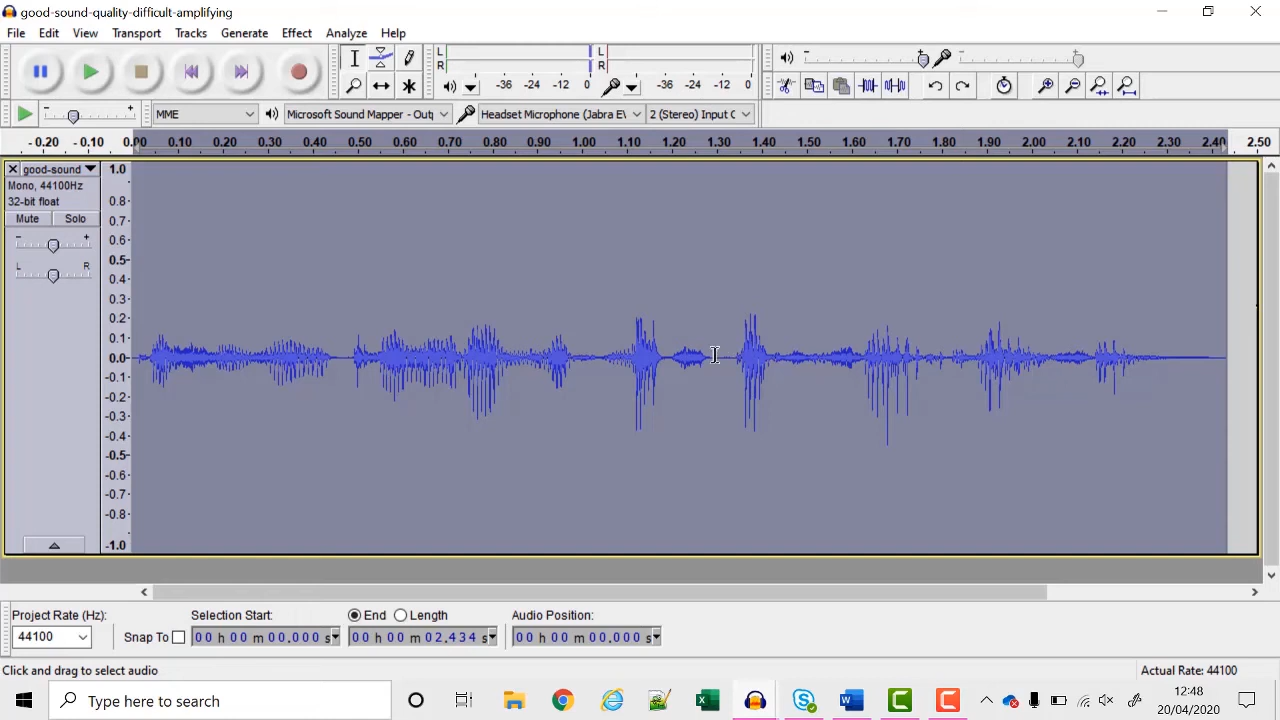 good-sound-quality-difficult-amplifying
File Edit View Transport Tracks Generate Effect Analyze Help
L
R
-36 -24 -12 0
L
R
-36 -12 0
- +
MME
Microsoft Sound Mapper - Outp
Headset Microphone (Jabra EV
2 (Stereo) Input C
- 0.20 - 0.10 0.00 0.10 0.20 0.30 0.40 0.50 0.60 0.70 0.80 0.90 1.00 1.10 1.20 1.30 1.40 1.50 1.60 1.70 1.80 1.90 2.00 2.10 2.20 2.30 2.40 2.50
good-sound
Mono, 44100Hz
32-bit float
Mute Solo
- +
L R
1.0
0.8
0.7
0.6
0.5
0.4
0.3
0.2
0.1
0.0
-0.1
-0.2
-0.3
-0.4
-0.5
-0.6
-0.7
-0.8
-1.0
Project Rate (Hz):
44100
Snap To
Selection Start:
00 h 00 m 00.000 s
End Length
00 h 00 m 02.434 s
Audio Position:
00 h 00 m 00.000 s
Click and drag to select audio
Actual Rate: 44100
Type here to search
12:48
20/04/2020